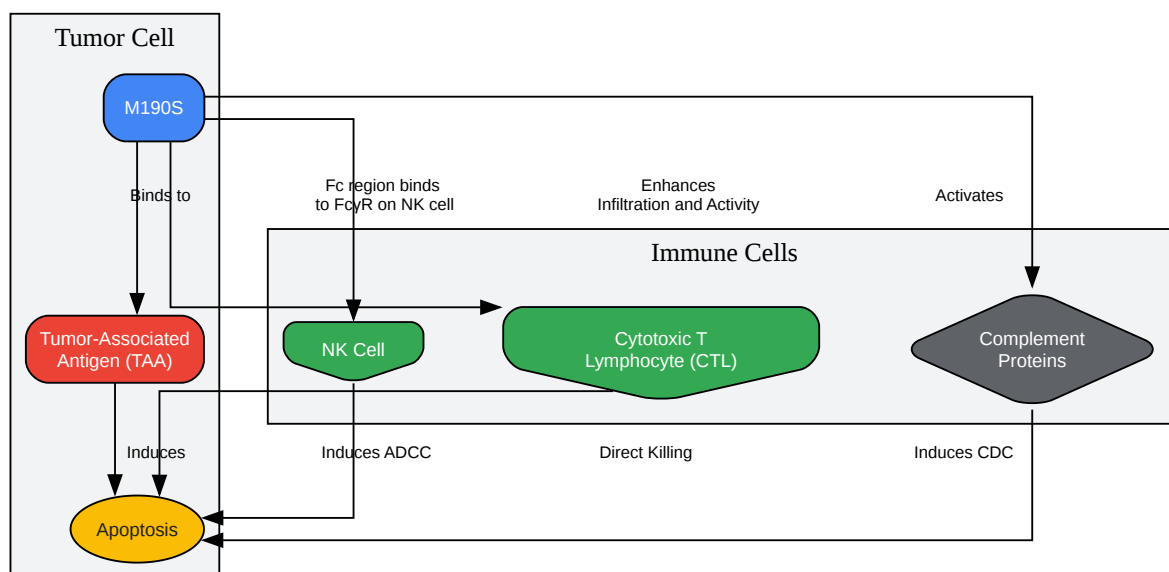 Tumor Cell
M190S
Binds to
Fc region binds
to FcγR on NK cell
Enhances
Infiltration and Activity
Activates
Immune Cells
Tumor-Associated
Antigen (TAA)
NK Cell
Cytotoxic T
Lymphocyte (CTL)
Complement
Proteins
Induces
Induces ADCC
Direct Killing
Induces CDC
Apoptosis